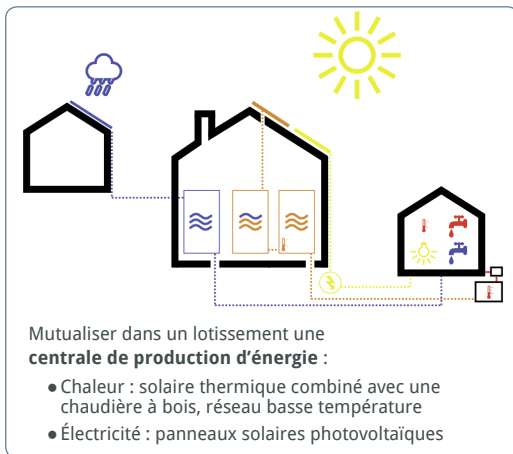 Mutualiser dans un lotissement une
centrale de production d’énergie :
● Chaleur : solaire thermique combiné avec une
chaudière à bois, réseau basse température
● Électricité : panneaux solaires photovoltaïques